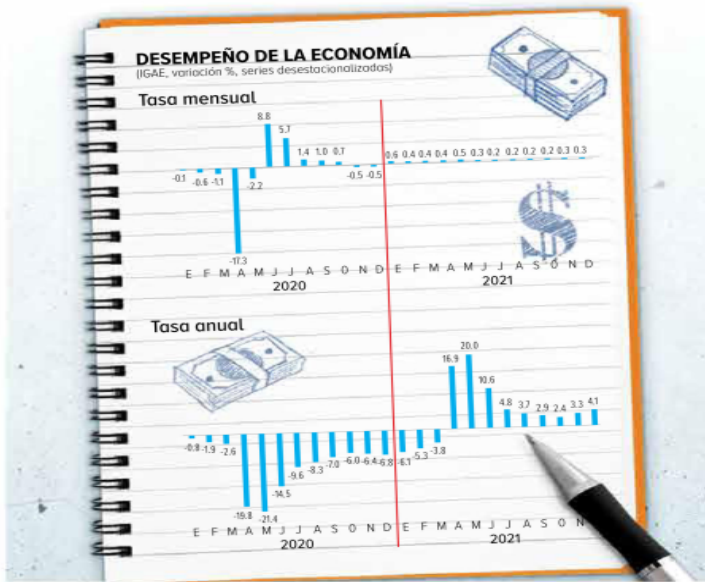 DESEMPEÑO DE LA ECONOMÍA
(IGAE, variación %, series desestacionalizadas)
Tasa mensual
-0.1 -0.6 -1.1 -17.3 -2.2 8.8 5.7 1.4 1.0 0.7 -0.5 -0.5 0.6 0.4 0.4 0.4 0.5 0.3 0.2 0.2 0.2 0.2 0.3 0.3
E F M A M J J A S O N D E F M A M J J A S O N D
2020 2021
Tasa anual
-0.8 -1.9 -2.6 -19.8 -21.4 -14.5 -9.6 -8.3 -7.0 -6.0 -6.4 -6.8 -6.1 -5.3 -3.8 16.9 20.0 10.6 4.8 3.7 2.9 2.4 3.3 4.1
E F M A M J J A S O N D E F M A M J J A S O N
2020 2021